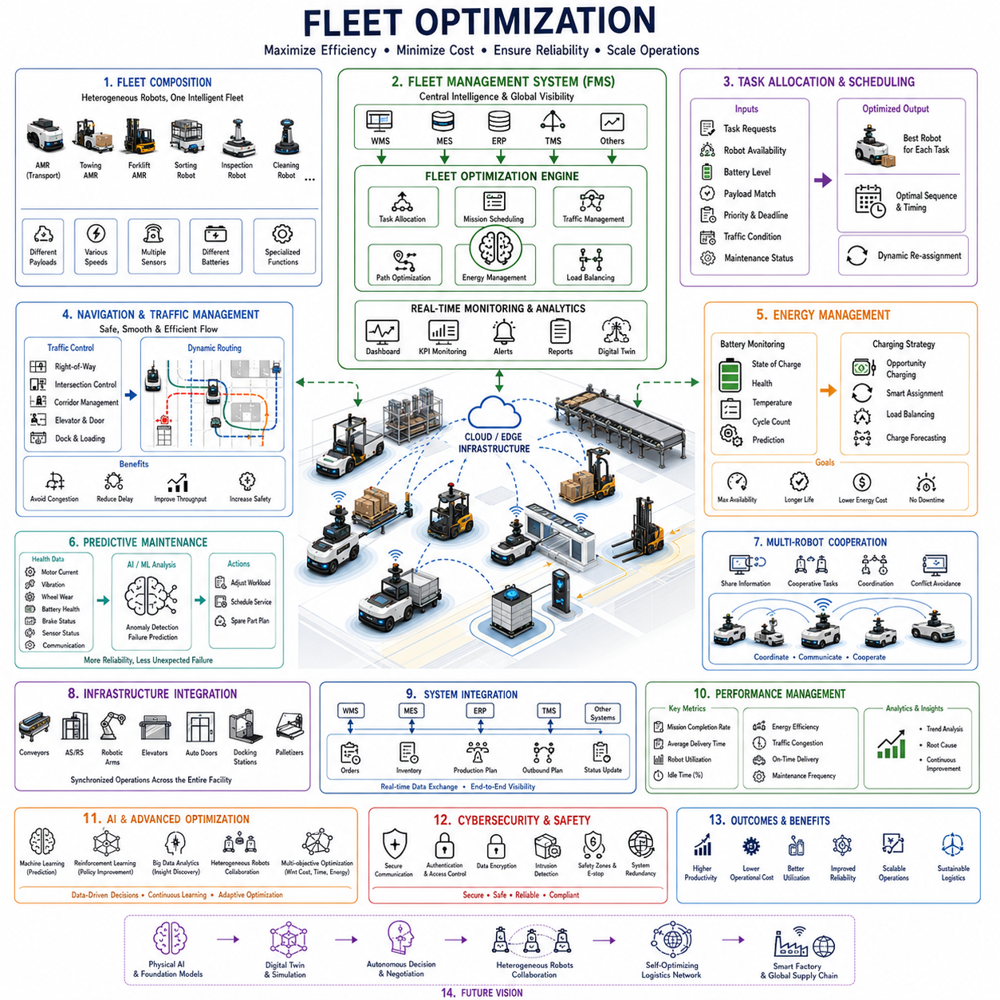 FLEET OPTIMIZATION
Maximize Efficiency • Minimize Cost • Ensure Reliability • Scale Operations
1. FLEET COMPOSITION
Heterogeneous Robots, One Intelligent Fleet
AMR
(Transport)
Towing
AMR
Forklift
AMR
Sorting
Robot
Inspection
Robot
Cleaning
Robot
...
Different
Payloads
Various
Speeds
Multiple
Sensors
Different
Batteries
Specialized
Functions
2. FLEET MANAGEMENT SYSTEM (FMS)
Central Intelligence & Global Visibility
WMS
MES
ERP
TMS
Others
FLEET OPTIMIZATION ENGINE
Task Allocation
Mission Scheduling
Traffic Management
Path Optimization
Energy Management
Load Balancing
REAL-TIME MONITORING & ANALYTICS
Dashboard
KPI Monitoring
Alerts
Reports
Digital Twin
3. TASK ALLOCATION & SCHEDULING
Inputs
Task Requests
Robot Availability
Battery Level
Payload Match
Priority & Deadline
Traffic Condition
Maintenance Status
Optimized Output
Best Robot
for Each Task
Optimal Sequence
& Timing
Dynamic Re-assignment
4. NAVIGATION & TRAFFIC MANAGEMENT
Safe, Smooth & Efficient Flow
Traffic Control
Right-of-Way
Intersection Control
Corridor Management
Elevator & Door
Dock & Loading
Dynamic Routing
Benefits
Avoid Congestion
Reduce Delay
Improve Throughput
Increase Safety
CLOUD / EDGE
INFRASTRUCTURE
5. ENERGY MANAGEMENT
Battery Monitoring
State of Charge
Health
Temperature
Cycle Count
Prediction
Charging Strategy
Opportunity
Charging
Smart Assignment
Load Balancing
Charge Forecasting
Goals
Max Availability
Longer Life
Lower Energy Cost
No Downtime
6. PREDICTIVE MAINTENANCE
Health Data
Motor Current
Vibration
Wheel Wear
Battery Health
Brake Status
Sensor Status
Communication
AI / ML Analysis
Anomaly Detection
Failure Prediction
Actions
Adjust Workload
Schedule Service
Spare Part Plan
More Reliability, Less Unexpected Failure
7. MULTI-ROBOT COOPERATION
Share Information
Cooperative Tasks
Coordination
Conflict Avoidance
Coordinate • Communicate • Cooperate
8. INFRASTRUCTURE INTEGRATION
Conveyors
AS/RS
Robotic
Arms
Elevators
Auto Doors
Docking
Stations
Palletizers
Synchronized Operations Across the Entire Facility
9. SYSTEM INTEGRATION
WMS
MES
ERP
TMS
Other
Systems
Orders
Inventory
Production Plan
Outbound Plan
Status Update
Real-time Data Exchange • End-to-End Visibility
10. PERFORMANCE MANAGEMENT
Key Metrics
Mission Completion Rate
Average Delivery Time
Robot Utilization
Idle Time (%)
Energy Efficiency
Traffic Congestion
On-Time Delivery
Maintenance Frequency
Analytics & Insights
• Trend Analysis
• Root Cause
• Continuous
Improvement
11. AI & ADVANCED OPTIMIZATION
Machine Learning
(Prediction)
Reinforcement Learning
(Policy Improvement)
Big Data Analytics
(Insight Discovery)
Heterogeneous Robots
Collaboration
Multi-objective Optimization
(Wnt Cost, Time, Energy)
Data-Driven Decisions • Continuous Learning • Adaptive Optimization
12. CYBERSECURITY & SAFETY
Secure
Communication
Authentication
& Access Control
Data Encryption
Intrusion
Detection
Safety Zones &
E-stop
System
Redundancy
Secure • Safe • Reliable • Compliant
13. OUTCOMES & BENEFITS
Higher
Productivity
Lower
Operational Cost
Better
Utilization
Improved
Reliability
Scalable
Operations
Sustainable
Logistics
Physical AI
& Foundation Models
Digital Twin
& Simulation
Autonomous Decision
& Negotiation
Heterogeneous Robots
Collaboration
Self-Optimizing
Logistics Network
Smart Factory
& Global Supply Chain
14. FUTURE VISION